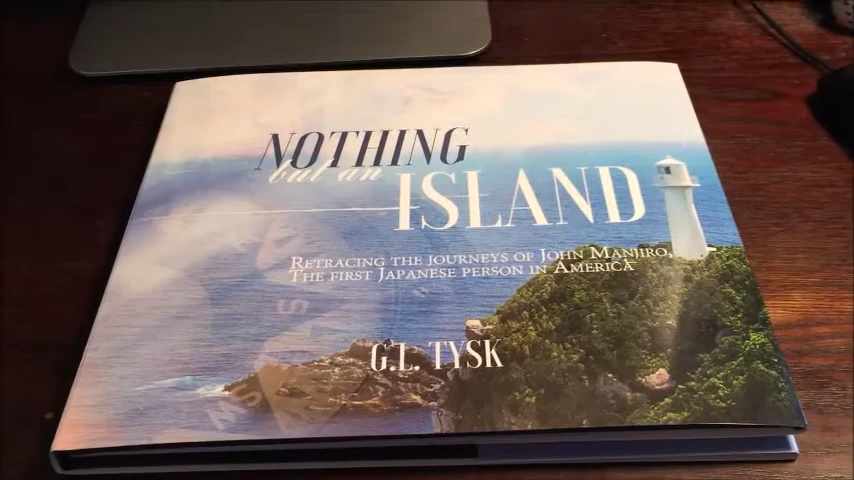 NOTHING
but an
ISLAND
RETRACING THE JOURNEYS OF JOHN MANJIRO,
THE FIRST JAPANESE PERSON IN AMERICA
G.L. TYSK